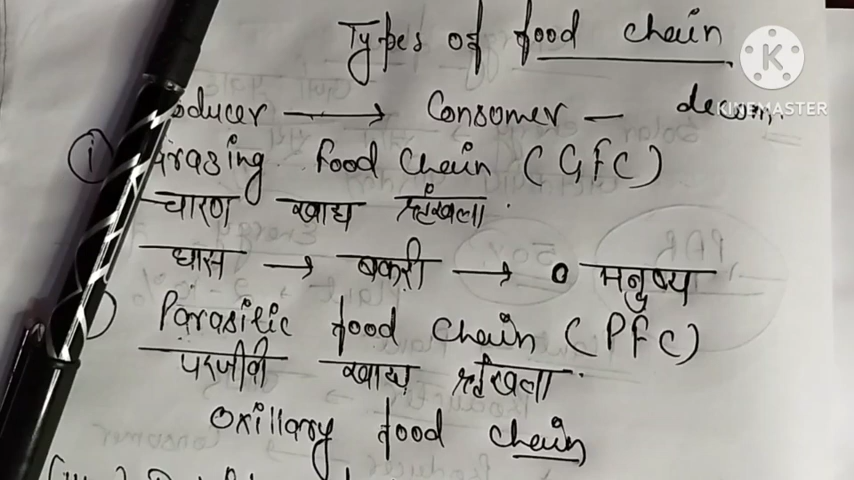 Types of food chain
KINEMASTER
oducer → Consumer — decom.
(i) Grasing food chain (GFC)
चारण खाद्य श्रृंखला
घास → बकरी → मनुष्य
Parasitic food chain (PFC)
परजीवी खाद्य श्रृंखला
Oxillary food chain